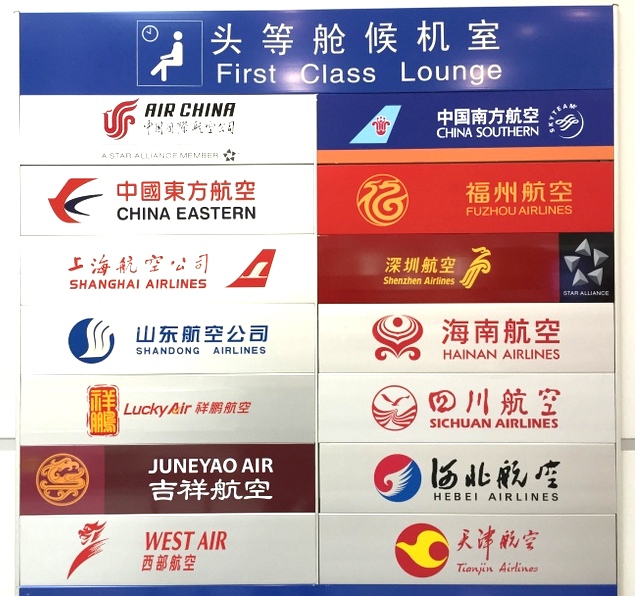 头等舱候机室
First Class Lounge
AIR CHINA
中国国际航空公司
A STAR ALLIANCE MEMBER
中国南方航空
CHINA SOUTHERN
SKYTEAM
中國東方航空
CHINA EASTERN
福州航空
FUZHOU AIRLINES
上海航空公司
SHANGHAI AIRLINES
深圳航空
Shenzhen Airlines
STAR ALLIANCE
山东航空公司
SHANDONG AIRLINES
海南航空
HAINAN AIRLINES
祥鹏
Lucky Air 祥鹏航空
四川航空
SICHUAN AIRLINES
JUNEYAO AIR
吉祥航空
河北航空
HEBEI AIRLINES
WEST AIR
西部航空
天津航空
Tianjin Airlines